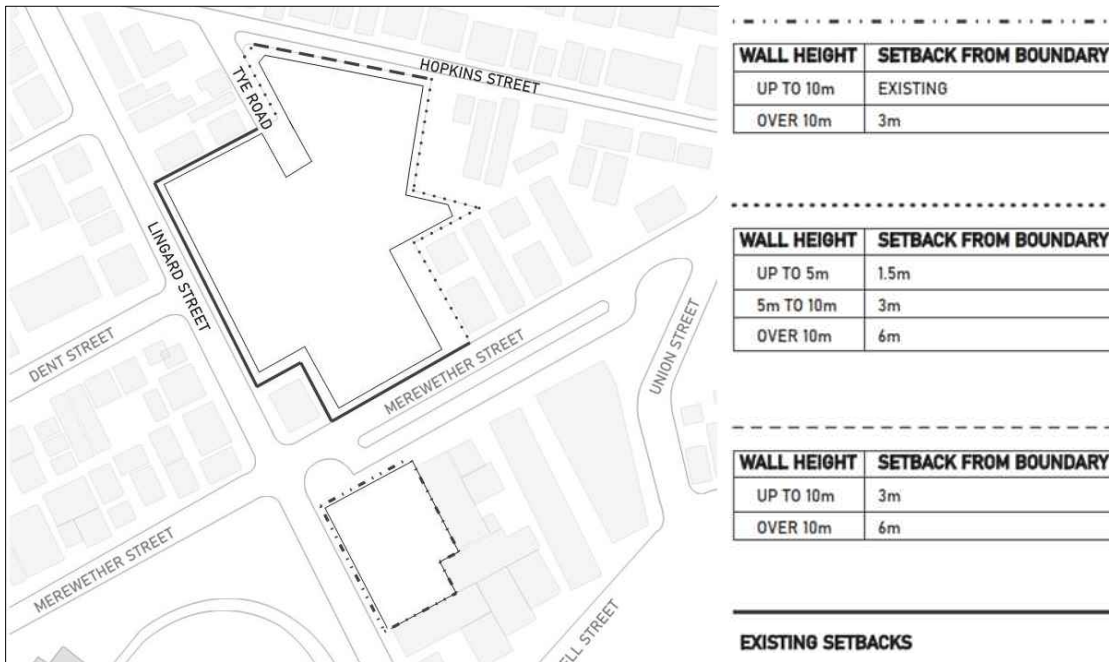 HOPKINS STREET
TYE ROAD
LINGARD STREET
DENT STREET
MEREWETHER STREET
UNION STREET
MEREWETHER STREET
STREET
WALL HEIGHT SETBACK FROM BOUNDARY
UP TO 10m EXISTING
OVER 10m 3m
WALL HEIGHT SETBACK FROM BOUNDARY
UP TO 5m 1.5m
5m TO 10m 3m
OVER 10m 6m
WALL HEIGHT SETBACK FROM BOUNDARY
UP TO 10m 3m
OVER 10m 6m
EXISTING SETBACKS